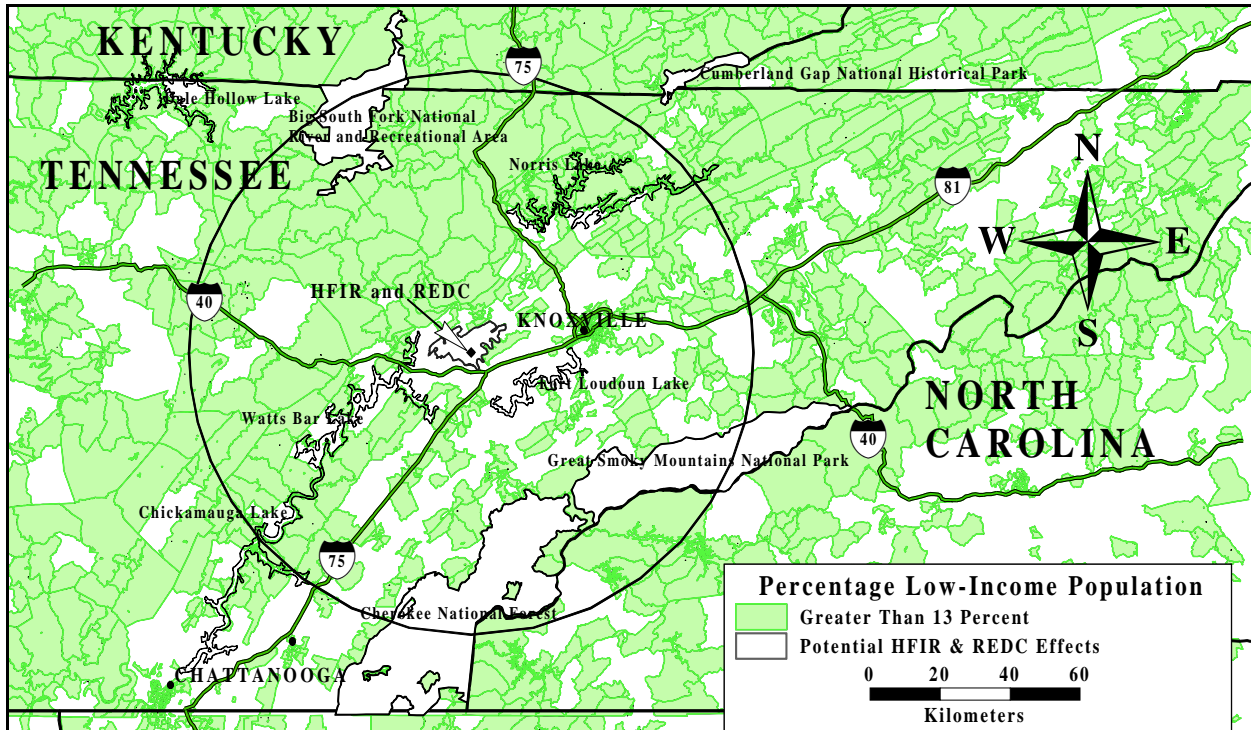 KENTUCKY
75
Cumberland Gap National Historical Park
Dale Hollow Lake
Big South Fork National
River and Recreational Area
TENNESSEE
Norris Lake
N
81
W
E
S
40
HFIR and REDC
KNOXVILLE
Fort Loudoun Lake
Watts Bar Lake
NORTH
CAROLINA
40
Great Smoky Mountains National Park
Chickamauga Lake
75
Cherokee National Forest
CHATTANOOGA
Percentage Low-Income Population
Greater Than 13 Percent
Potential HFIR & REDC Effects
0 20 40 60
Kilometers